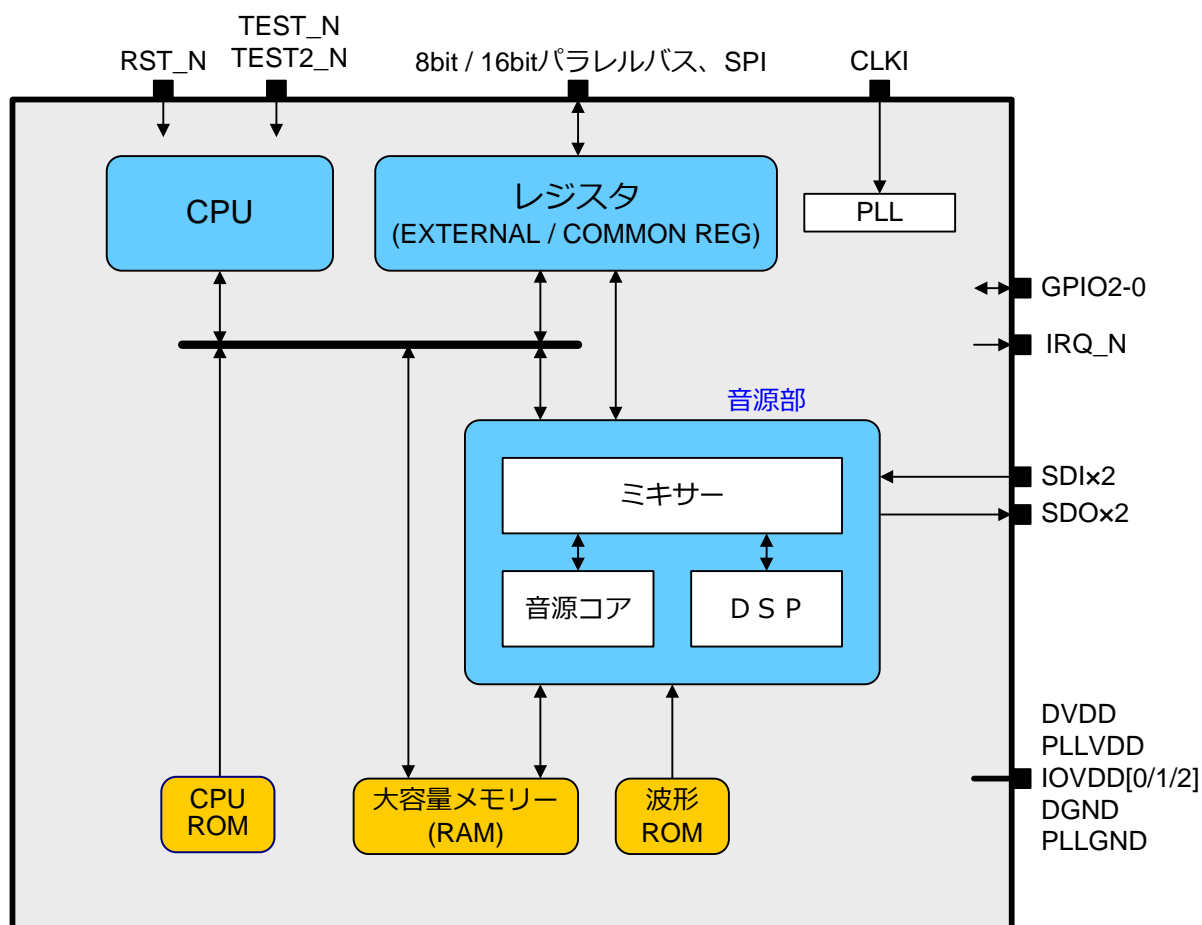 TEST_N
RST_N
TEST2_N
8bit / 16bitパラレルバス、SPI
CLKI
CPU
レジスタ
(EXTERNAL / COMMON REG)
PLL
GPIO2-0
IRQ_N
音源部
ミキサー
SDI×2
SDO×2
音源コア
ＤＳＰ
DVDD
PLLVDD
IOVDD[0/1/2]
DGND
PLLGND
CPU
ROM
大容量メモリー
(RAM)
波形
ROM